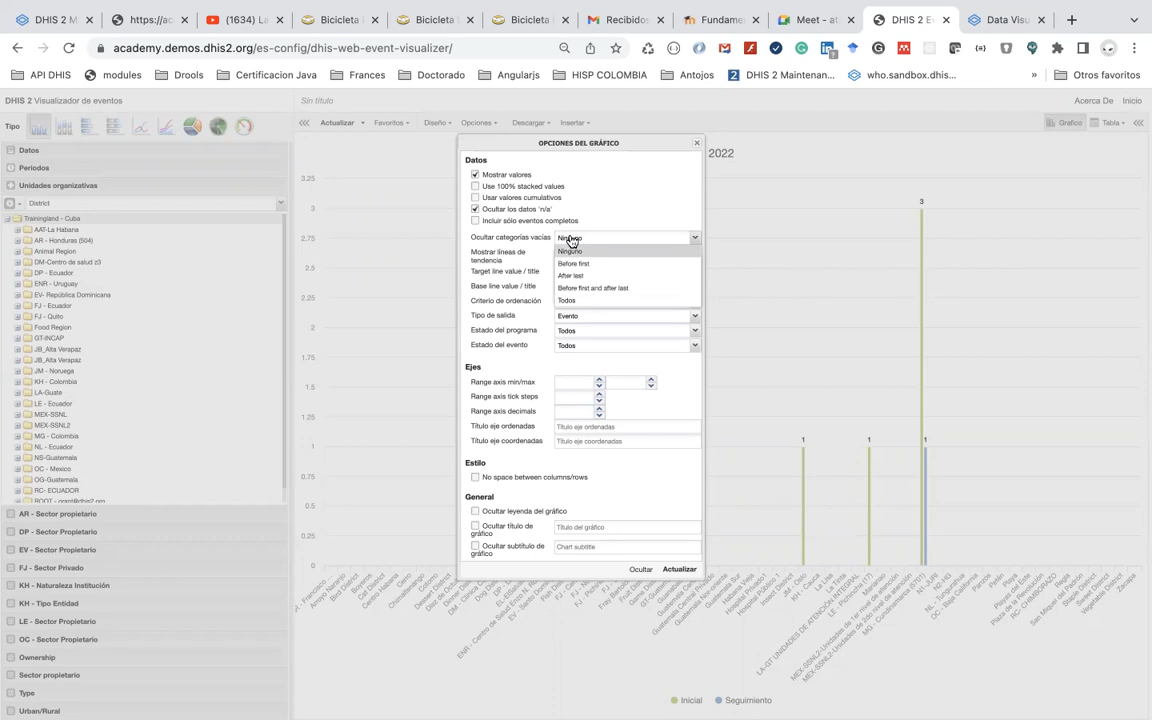 DHIS 2 M
https://ac
(1634) La
Bicicleta
Bicicleta
Bicicleta
Recibidos
Fundame
Meet - at
DHIS 2 Ev
Data Visu
academy.demos.dhis2.org/es-config/dhis-web-event-visualizer/
API DHIS
modules
Drools
Certificacion Java
Frances
Doctorado
Angularjs
HISP COLOMBIA
Antojos
DHIS 2 Maintenan...
who.sandbox.dhis...
»
Otros favoritos
DHIS 2 Visualizador de eventos
Sin título
Acerca De
Inicio
Tipo
Actualizar
Favoritos
Diseño
Opciones
Descargar
Insertar
Grafico
Tabla
Datos
Periodos
Unidades organizativas
District
Trainingland - Cuba
AAT-La Habana
AR - Honduras (504)
Animal Region
DM-Centro de salud z3
DP - Ecuador
ENR - Uruguay
EV- República Dominicana
FJ - Ecuador
FJ - Quito
Food Region
GT-INCAP
JB_Alta Verapaz
JB_Alta Verapaz
JM - Noruega
KH - Colombia
LA-Guate
LE - Ecuador
MEX-SSNL
MEX-SSNL2
MG - Colombia
NL - Ecuador
NS-Guatemala
OC - Mexico
OG-Guatemala
RC- ECUADOR
AR - Sector propietario
DP - Sector Propietario
EV - Sector Propietario
FJ - Sector Privado
KH - Naturaleza Institución
KH - Tipo Entidad
LE - Sector Propietario
OC - Sector Propietario
Ownership
Sector propietario
Type
Urban/Rural
2022
3.25
3
2.75
2.5
2.25
2
1.75
1.5
1.25
1
0.75
0.5
0.25
0
1
1
3
1
OPCIONES DEL GRÁFICO
Datos
Mostrar valores
Use 100% stacked values
Usar valores cumulativos
Ocultar los datos 'n/a'
Incluir sólo eventos completos
Ocultar categorías vacías
Ninguno
Ninguno
Before first
After last
Before first and after last
Todos
Mostrar líneas de tendencia
Target line value / title
Base line value / title
Criterio de ordenación
Tipo de salida
Evento
Estado del programa
Todos
Estado del evento
Todos
Ejes
Range axis min/max
Range axis tick steps
Range axis decimals
Título eje ordenadas
Título eje ordenadas
Título eje coordenadas
Título eje coordenadas
Estilo
No space between columns/rows
General
Ocultar leyenda del gráfico
Ocultar título de gráfico
Título del gráfico
Ocultar subtítulo de gráfico
Chart subtitle
Ocultar
Actualizar
Inicial
Seguimiento